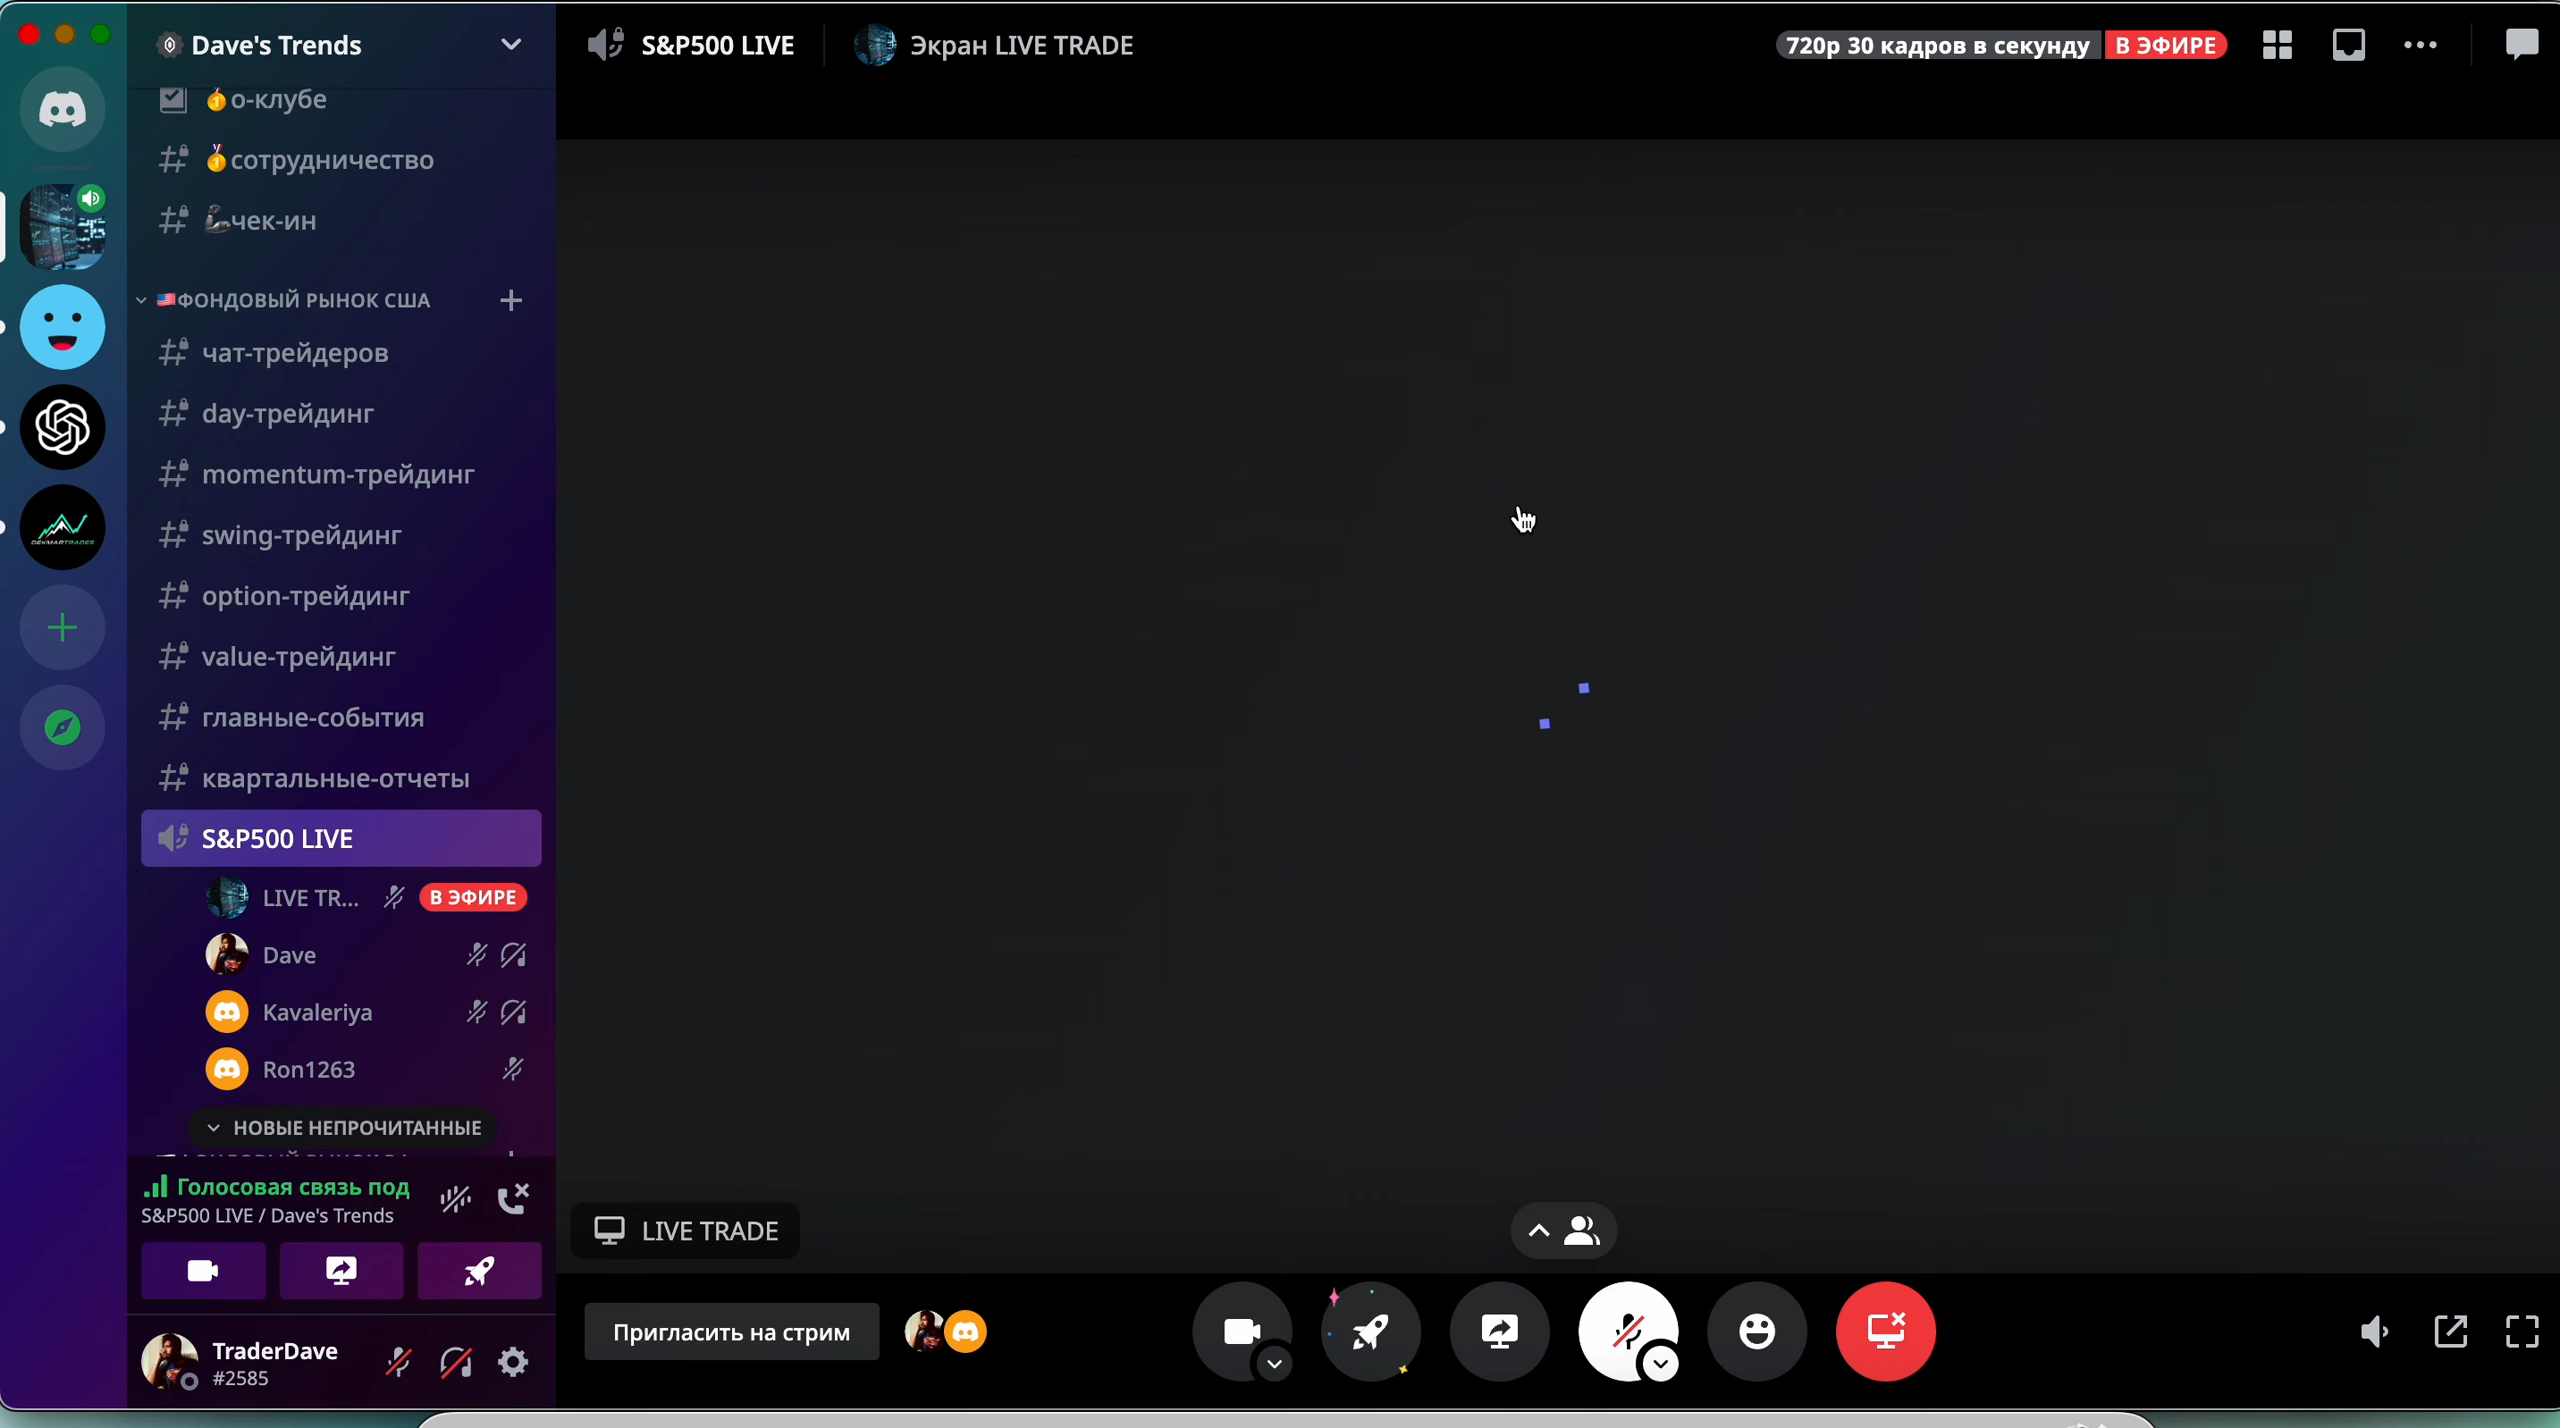 Dave's Trends
S&P500 LIVE
Экран LIVE TRADE
720p 30 кадров в секунду
В ЭФИРЕ
о-клубе
сотрудничество
чек-ин
ФОНДОВЫЙ РЫНОК США
чат-трейдеров
day-трейдинг
momentum-трейдинг
swing-трейдинг
option-трейдинг
value-трейдинг
главные-события
квартальные-отчеты
S&P500 LIVE
LIVE TR...
В ЭФИРЕ
Dave
Kavaleriya
Ron1263
НОВЫЕ НЕПРОЧИТАННЫЕ
Голосовая связь под
S&P500 LIVE / Dave's Trends
TraderDave
#2585
LIVE TRADE
Пригласить на стрим